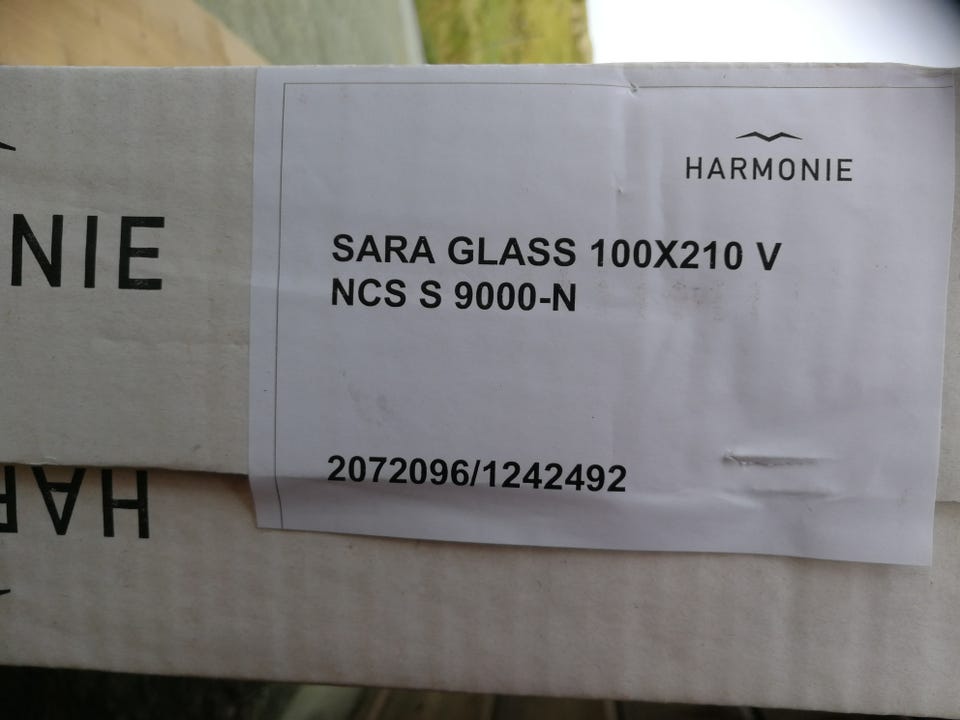 HARMONIE
NIE
SARA GLASS 100X210 V
NCS S 9000-N
2072096/1242492
HAR